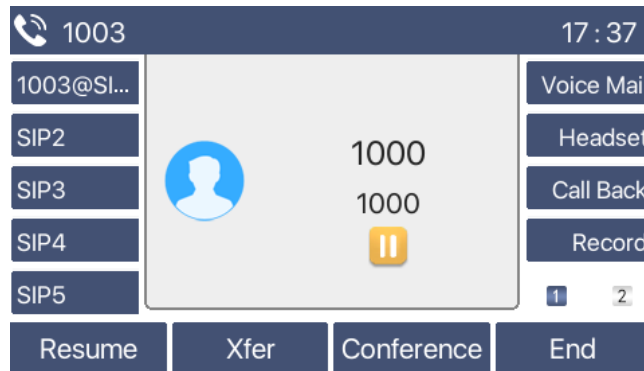 1003
17 : 37
1003@SI...
SIP2
SIP3
SIP4
SIP5
1000
1000
Voice Mai
Headset
Call Back
Record
1
2
Resume
Xfer
Conference
End